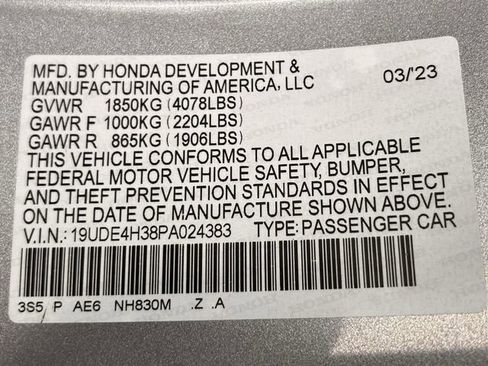 MFD. BY HONDA DEVELOPMENT &
MANUFACTURING OF AMERICA, LLC 03/'23
GVWR 1850KG (4078LBS)
GAWR F 1000KG (2204LBS)
GAWR R 865KG (1906LBS)
THIS VEHICLE CONFORMS TO ALL APPLICABLE
FEDERAL MOTOR VEHICLE SAFETY, BUMPER,
AND THEFT PREVENTION STANDARDS IN EFFECT
ON THE DATE OF MANUFACTURE SHOWN ABOVE.
V.I.N.: 19UDE4H38PA024383 TYPE: PASSENGER CAR
3S5 P AE6 NH830M .Z .A